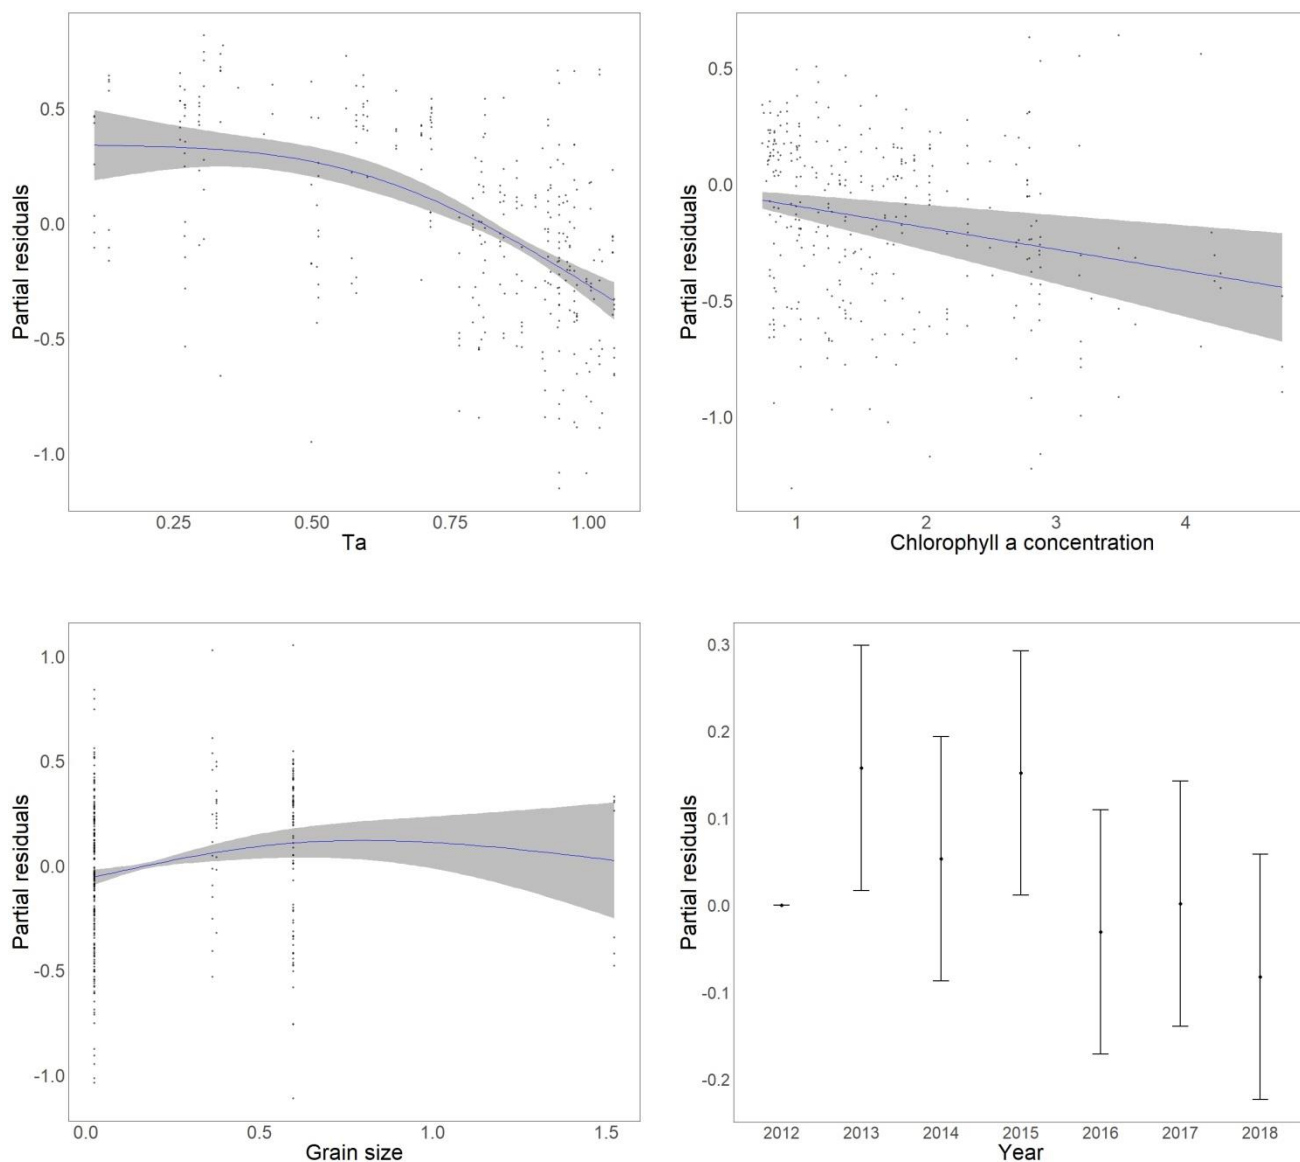 Partial residuals
0.5
0.0
-0.5
-1.0
0.25 0.50 0.75 1.00
Ta
Partial residuals
0.5
0.0
-0.5
-1.0
1 2 3 4
Chlorophyll a concentration
Partial residuals
1.0
0.5
0.0
-0.5
-1.0
0.0 0.5 1.0 1.5
Grain size
Partial residuals
0.3
0.2
0.1
0.0
-0.1
-0.2
2012 2013 2014 2015 2016 2017 2018
Year